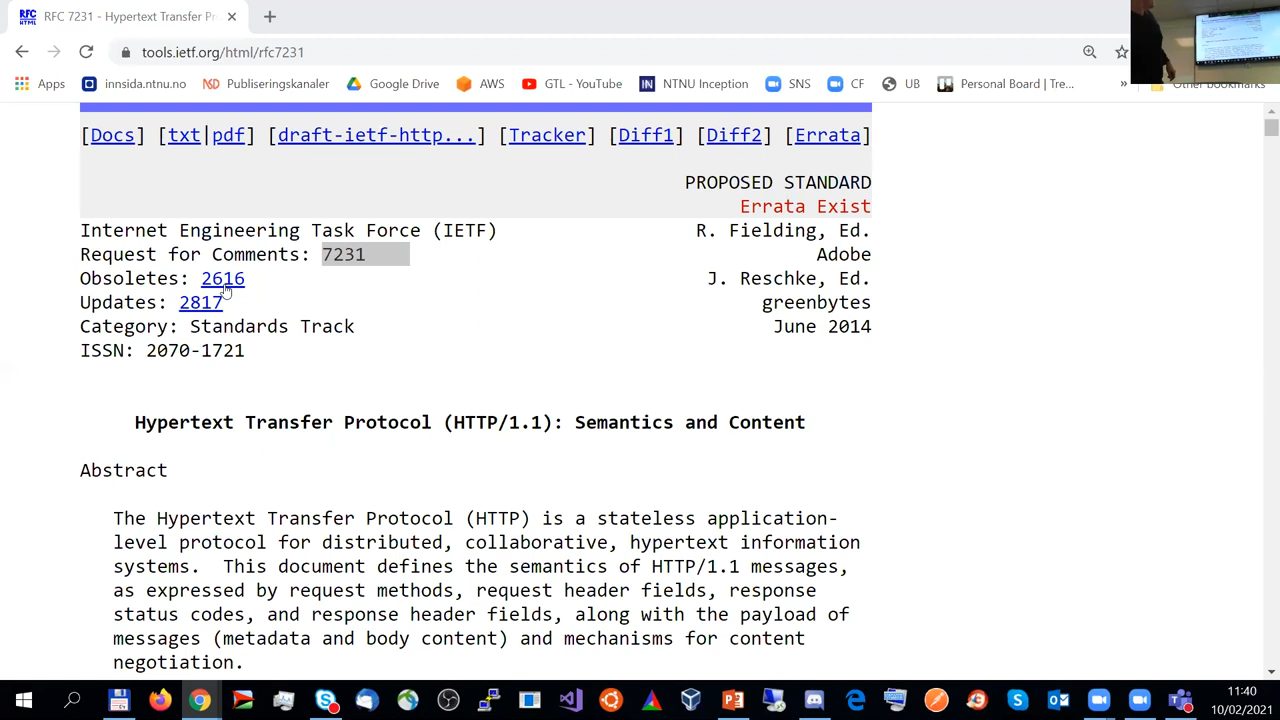 RFC 7231 - Hypertext Transfer Pr
tools.ietf.org/html/rfc7231
Apps innsida.ntnu.no Publiseringskanaler Google Drive AWS GTL - YouTube NTNU Inception SNS CF UB Personal Board | Tre... » Other bookmarks
[Docs] [txt|pdf] [draft-ietf-http...] [Tracker] [Diff1] [Diff2] [Errata]
PROPOSED STANDARD
Errata Exist
Internet Engineering Task Force (IETF) R. Fielding, Ed.
Request for Comments: 7231 Adobe
Obsoletes: 2616 J. Reschke, Ed.
Updates: 2817 greenbytes
Category: Standards Track June 2014
ISSN: 2070-1721
Hypertext Transfer Protocol (HTTP/1.1): Semantics and Content
Abstract
The Hypertext Transfer Protocol (HTTP) is a stateless application-
level protocol for distributed, collaborative, hypertext information
systems. This document defines the semantics of HTTP/1.1 messages,
as expressed by request methods, request header fields, response
status codes, and response header fields, along with the payload of
messages (metadata and body content) and mechanisms for content
negotiation.
11:40
10/02/2021